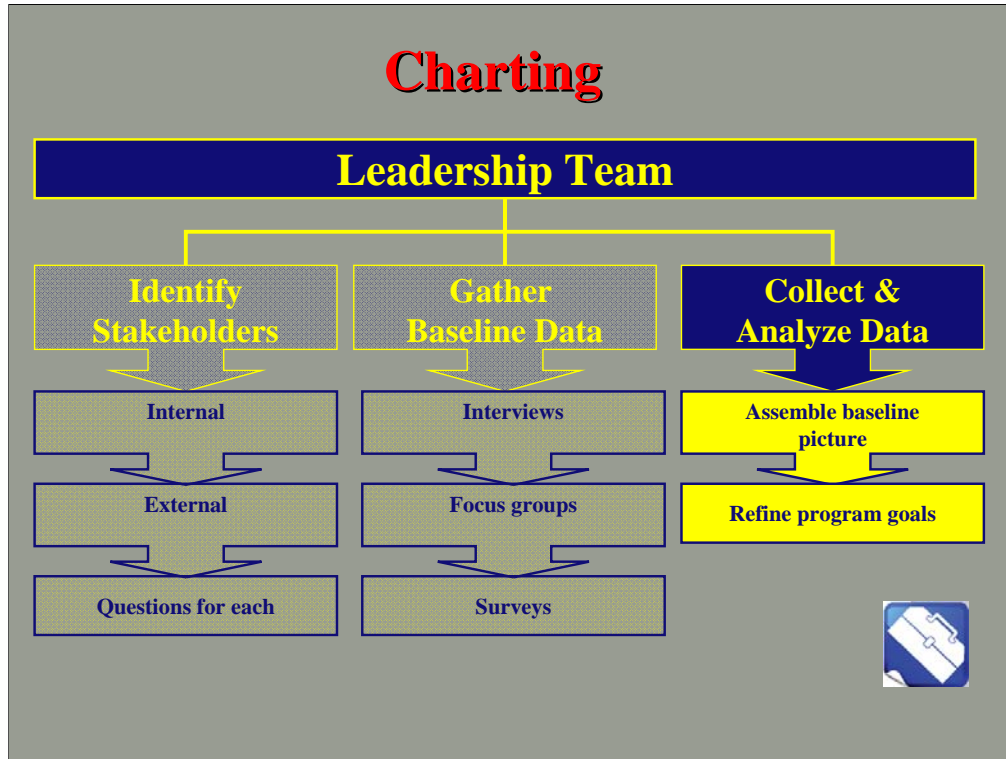 Charting
Leadership Team
Identify
Stakeholders
Internal
External
Questions for each
Gather
Baseline Data
Interviews
Focus groups
Surveys
Collect &
Analyze Data
Assemble baseline
picture
Refine program goals